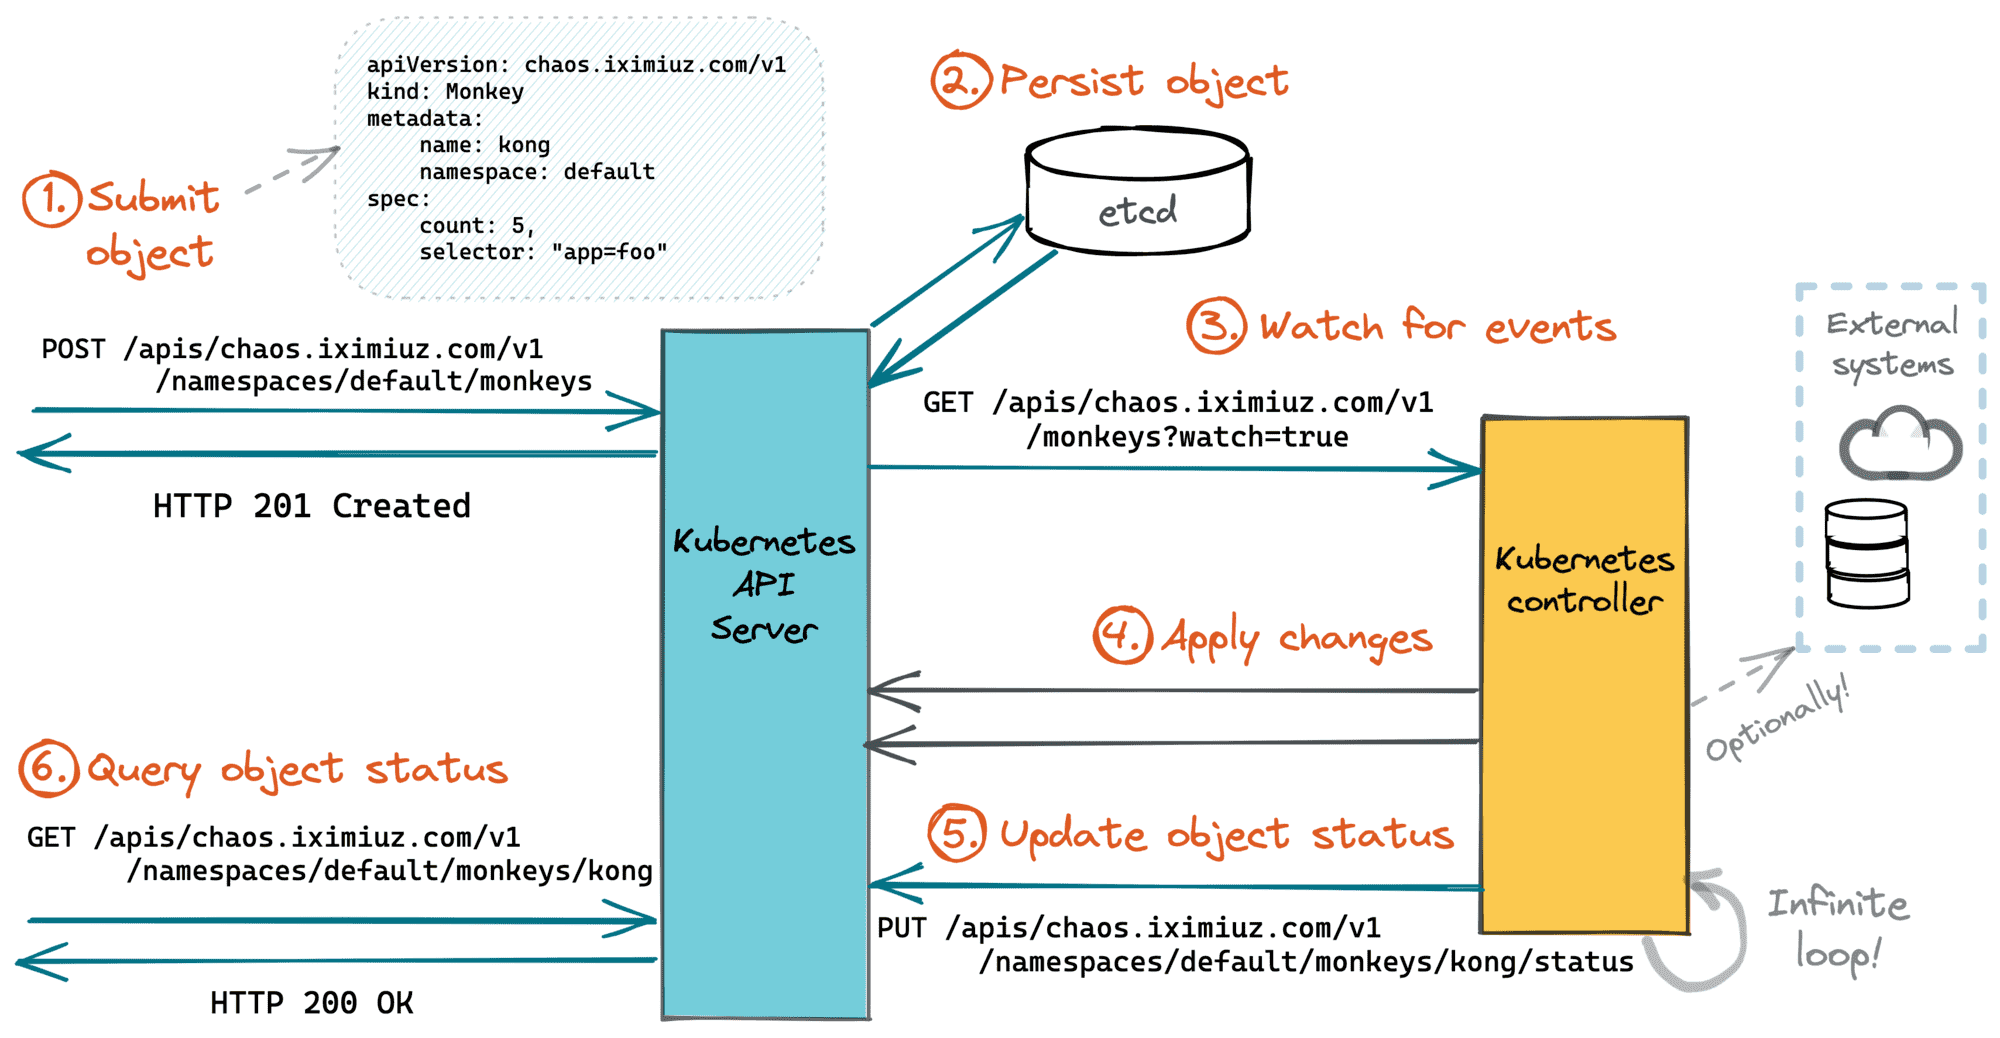 apiVersion: chaos.iximiuz.com/v1
kind: Monkey
metadata:
    name: kong
    namespace: default
spec:
    count: 5,
    selector: "app=foo"
1. Submit
object
2. Persist object
etcd
POST /apis/chaos.iximiuz.com/v1
/namespaces/default/monkeys
HTTP 201 Created
Kubernetes
API
Server
3. Watch for events
GET /apis/chaos.iximiuz.com/v1
/monkeys?watch=true
Kubernetes
controller
External
systems
Optionally!
4. Apply changes
5. Update object status
PUT /apis/chaos.iximiuz.com/v1
/namespaces/default/monkeys/kong/status
Infinite
loop!
6. Query object status
GET /apis/chaos.iximiuz.com/v1
/namespaces/default/monkeys/kong
HTTP 200 OK